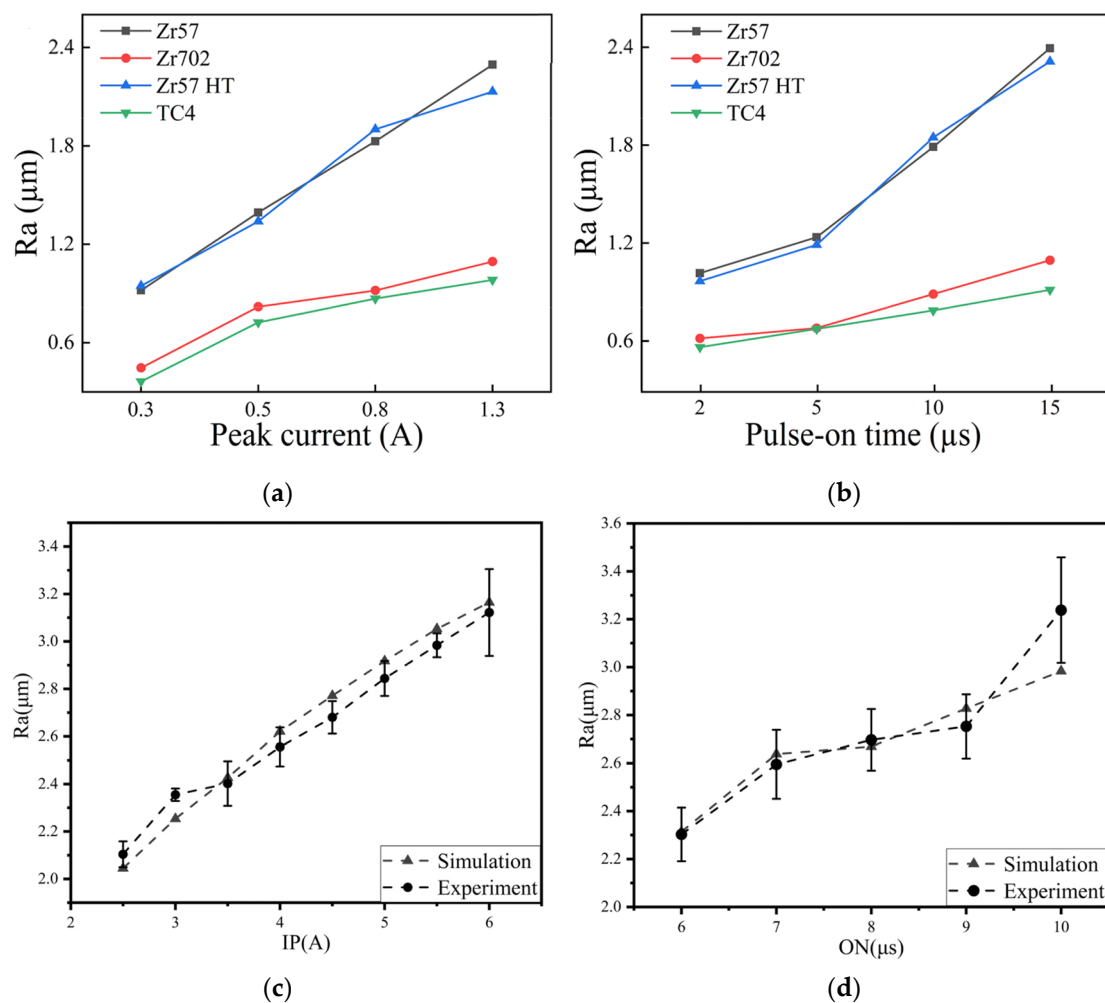 Zr57
Zr702
Zr57 HT
TC4
Ra (μm)
2.4
1.8
1.2
0.6
0.3 0.5 0.8 1.3
Peak current (A)
(a)
Zr57
Zr702
Zr57 HT
TC4
Ra (μm)
2.4
1.8
1.2
0.6
2 5 10 15
Pulse-on time (μs)
(b)
Ra(μm)
3.4
3.2
3.0
2.8
2.6
2.4
2.2
2.0
Simulation
Experiment
2 3 4 5 6
IP(A)
(c)
Ra(μm)
3.6
3.4
3.2
3.0
2.8
2.6
2.4
2.2
2.0
Simulation
Experiment
6 7 8 9 10
ON(μs)
(d)